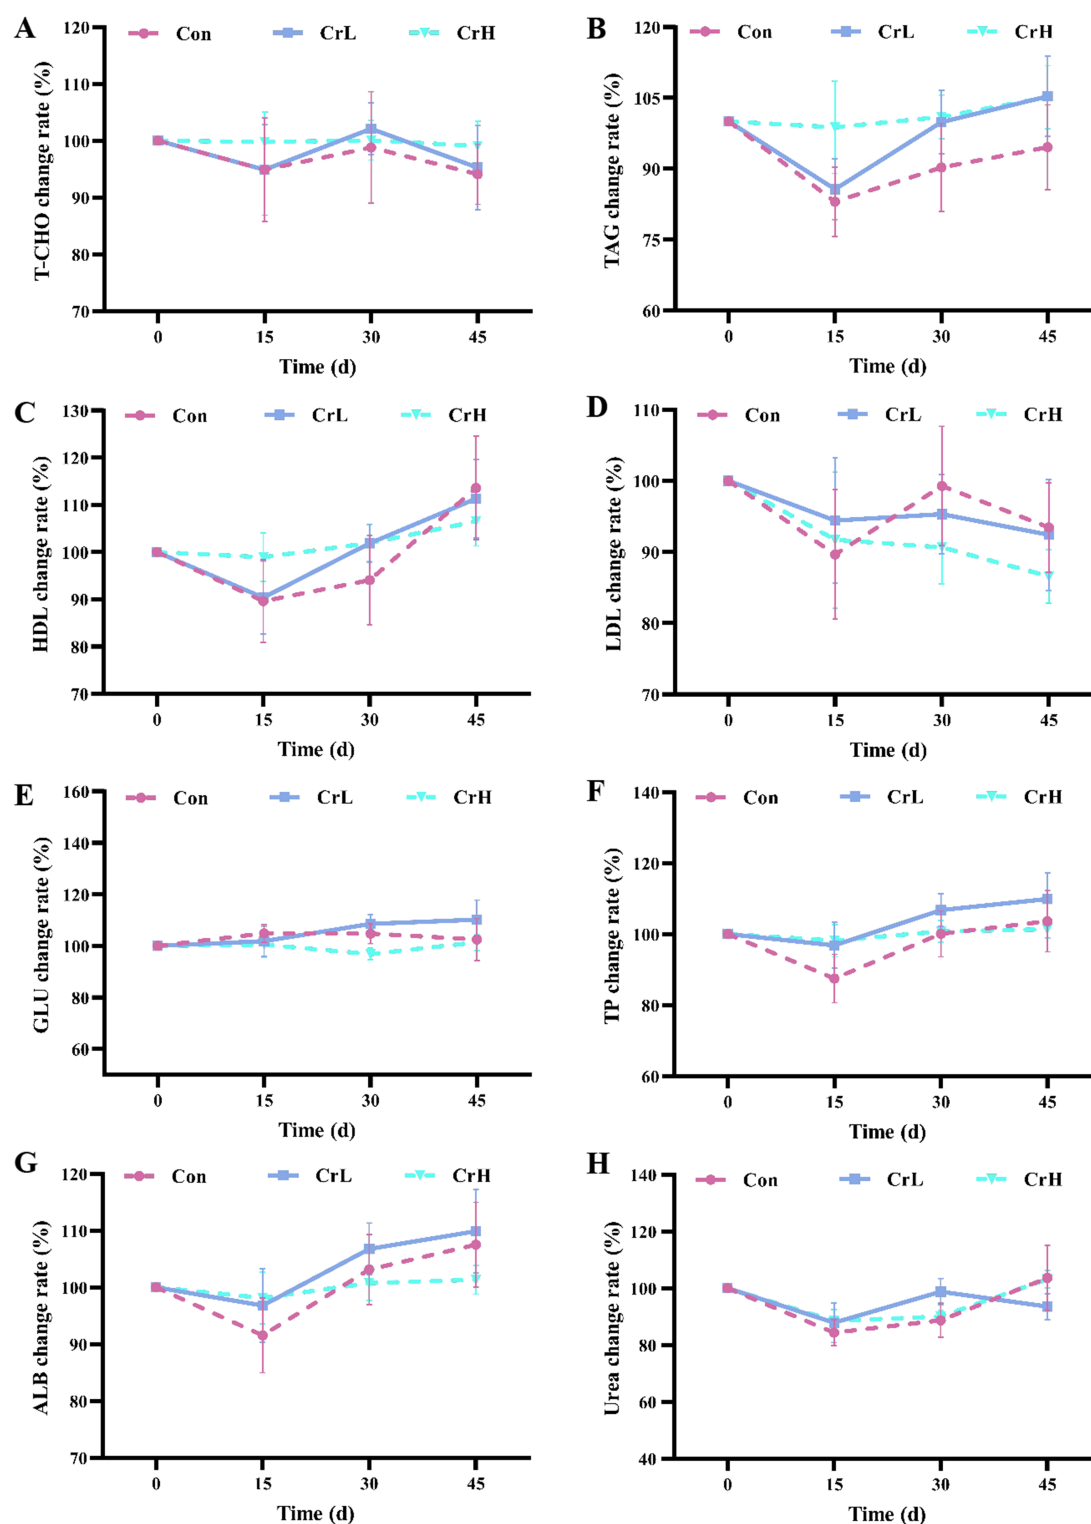 A
Con CrL CrH
T-CHO change rate (%)
120
110
100
90
80
70
0 15 30 45
Time (d)
B
Con CrL CrH
TAG change rate (%)
120
105
90
75
60
0 15 30 45
Time (d)
C
Con CrL CrH
HDL change rate (%)
130
120
110
100
90
80
70
0 15 30 45
Time (d)
D
Con CrL CrH
LDL change rate (%)
110
100
90
80
70
0 15 30 45
Time (d)
E
Con CrL CrH
GLU change rate (%)
160
140
120
100
80
60
0 15 30 45
Time (d)
F
Con CrL CrH
TP change rate (%)
140
120
100
80
60
0 15 30 45
Time (d)
G
Con CrL CrH
ALB change rate (%)
120
110
100
90
80
70
0 15 30 45
Time (d)
H
Con CrL CrH
Urea change rate (%)
140
120
100
80
60
40
0 15 30 45
Time (d)